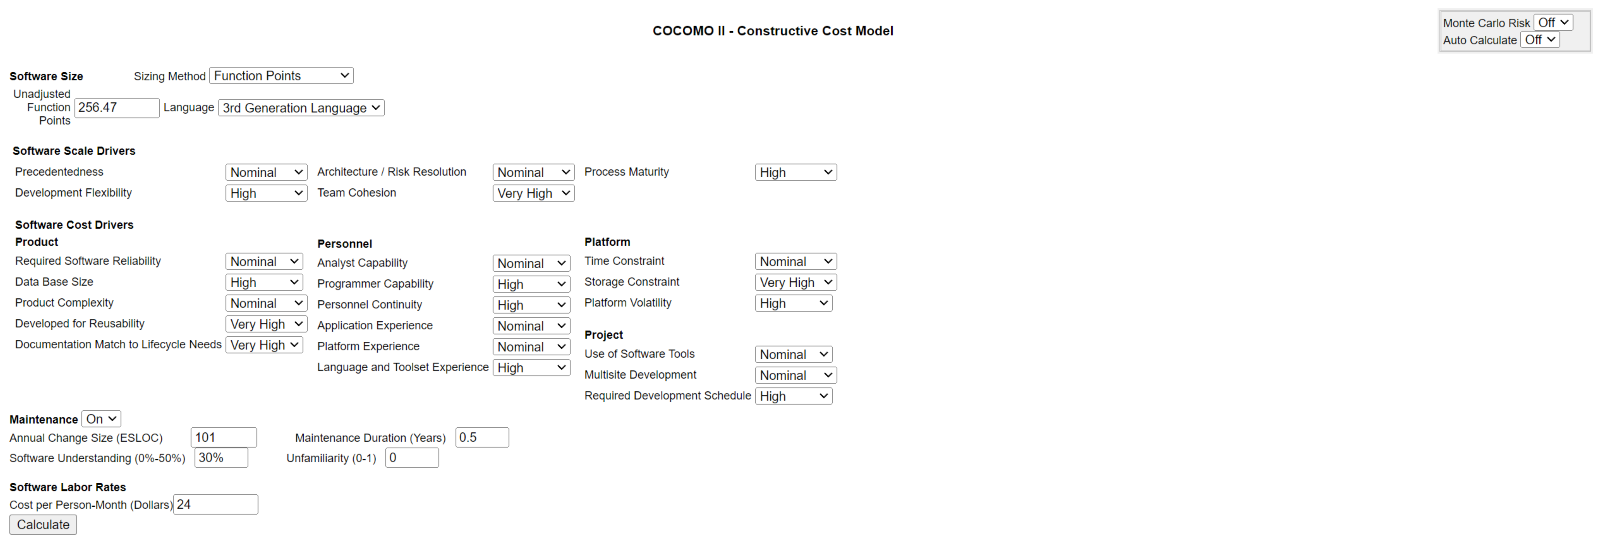 COCOMO II - Constructive Cost Model
Monte Carlo Risk Off
Auto Calculate Off
Software Size Sizing Method Function Points
Unadjusted
Function
Points 256.47 Language 3rd Generation Language
Software Scale Drivers
Precedentedness Nominal Architecture / Risk Resolution Nominal Process Maturity High
Development Flexibility High Team Cohesion Very High
Software Cost Drivers
Product Personnel Platform
Required Software Reliability Nominal Analyst Capability Nominal Time Constraint Nominal
Data Base Size High Programmer Capability High Storage Constraint Very High
Product Complexity Nominal Personnel Continuity High Platform Volatility High
Developed for Reusability Very High Application Experience Nominal Project
Documentation Match to Lifecycle Needs Very High Platform Experience Nominal Use of Software Tools Nominal
Language and Toolset Experience High Multisite Development Nominal
Required Development Schedule High
Maintenance On
Annual Change Size (ESLOC) 101 Maintenance Duration (Years) 0.5
Software Understanding (0%-50%) 30% Unfamiliarity (0-1) 0
Software Labor Rates
Cost per Person-Month (Dollars) 24
Calculate